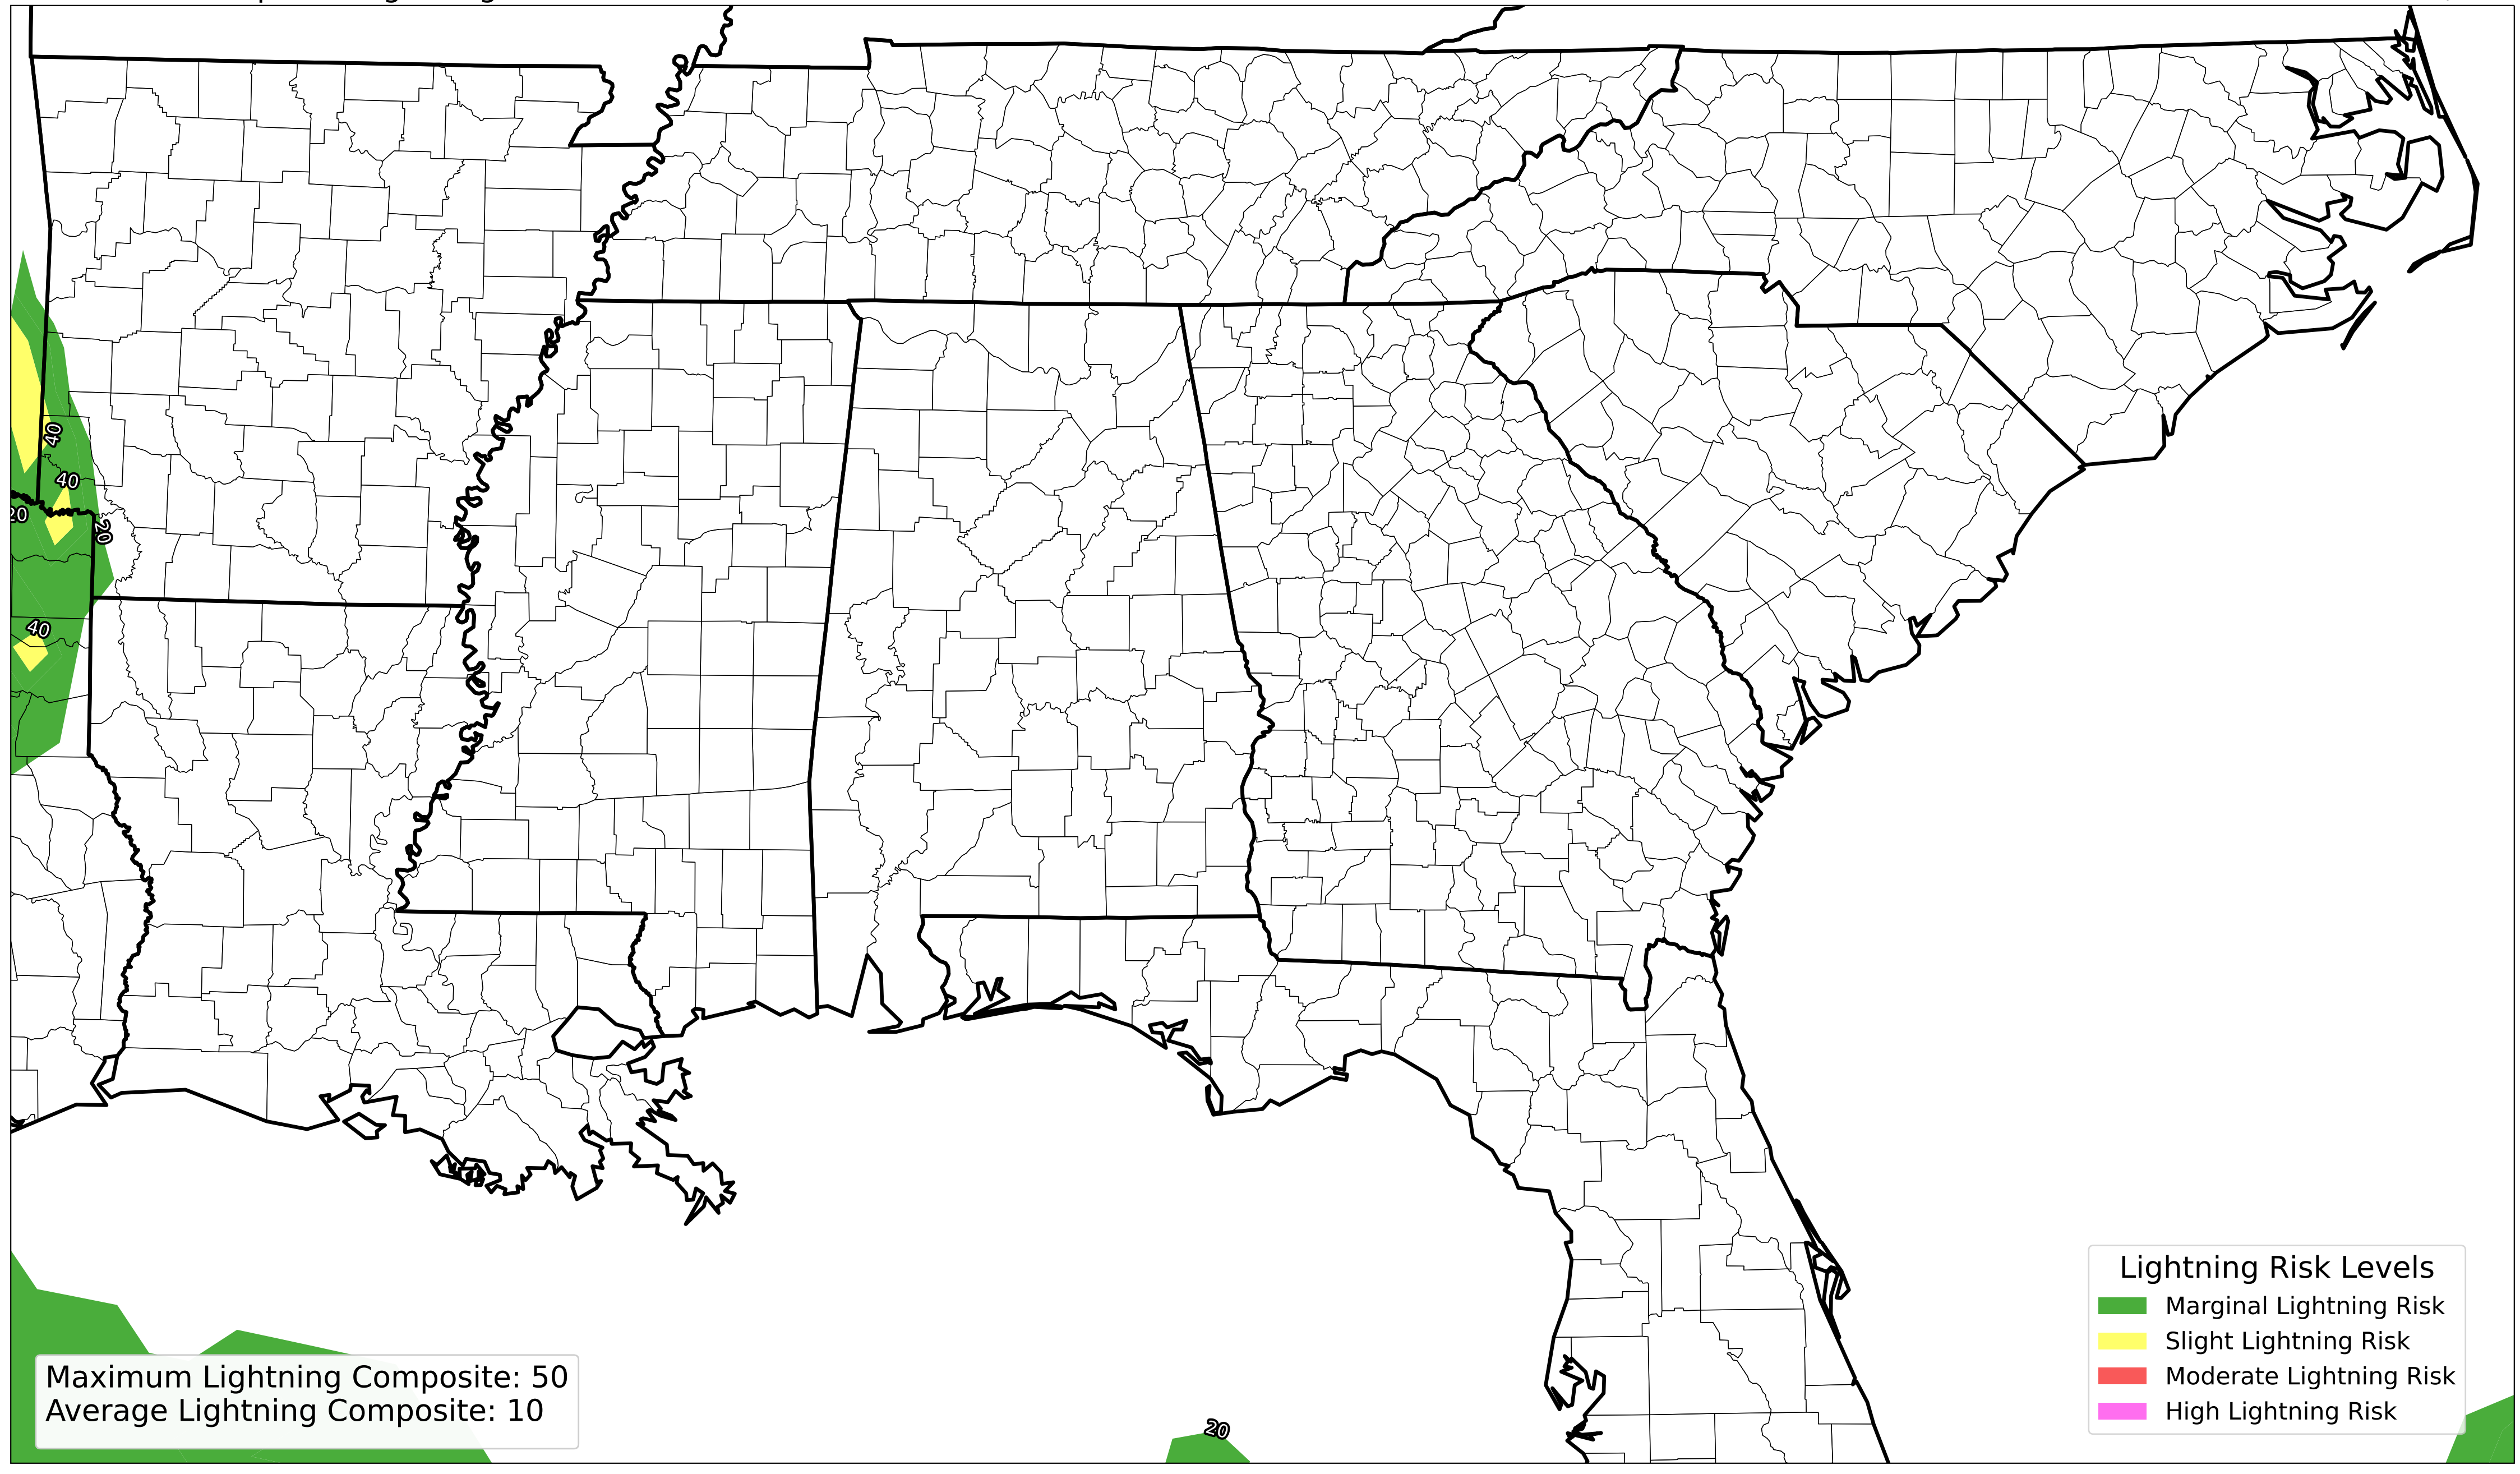 40
40
20
20
40
20
Maximum Lightning Composite: 50
Average Lightning Composite: 10
Lightning Risk Levels
Marginal Lightning Risk
Slight Lightning Risk
Moderate Lightning Risk
High Lightning Risk